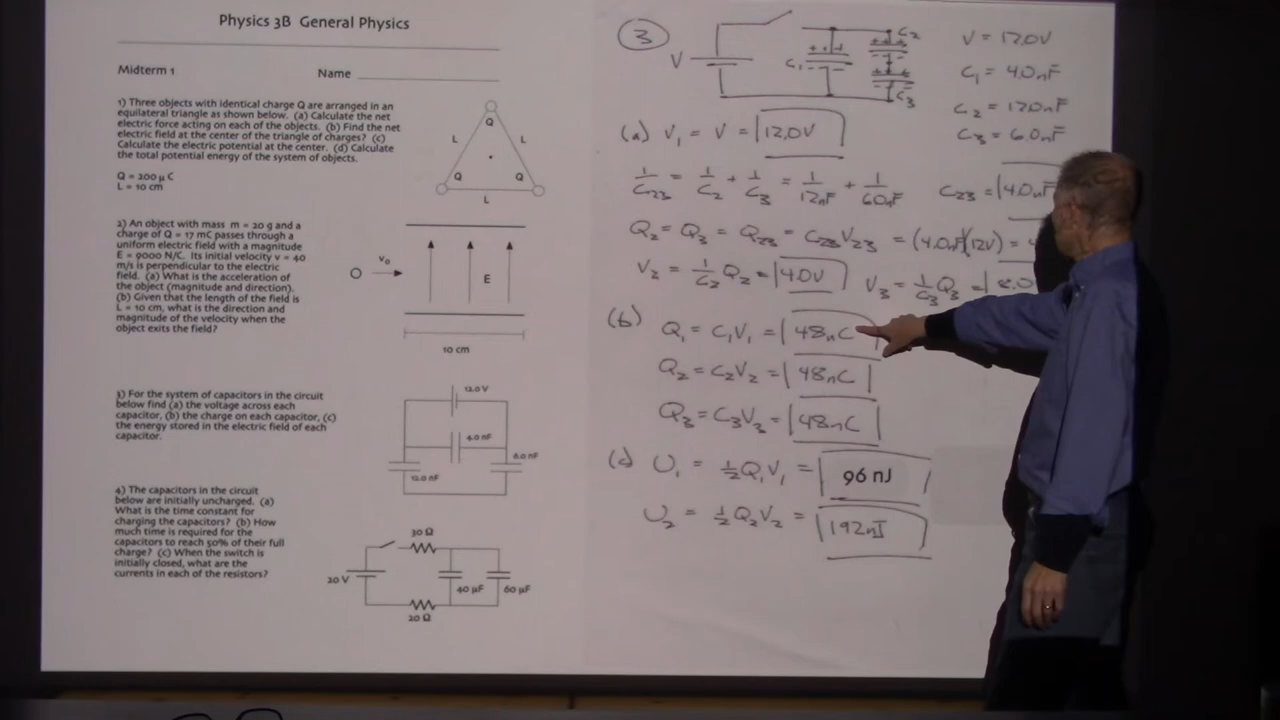 Physics 3B General Physics
Midterm 1
Name
1) Three objects with identical charge Q are arranged in an
equilateral triangle as shown below. (a) Calculate the net
electric force acting on each of the objects. (b) Find the net
electric field at the center of the triangle of charges? (c)
Calculate the electric potential at the center. (d) Calculate
the total potential energy of the system of objects.
Q = 200 μ C
L = 10 cm
Q
L
L
Q
Q
L
2) An object with mass m = 20 g and a
charge of Q = 17 mC passes through a
uniform electric field with a magnitude
E = 9000 N/C. Its initial velocity v = 40
m/s is perpendicular to the electric
field. (a) What is the acceleration of
the object (magnitude and direction).
(b) Given that the length of the field is
L = 10 cm, what is the direction and
magnitude of the velocity when the
object exits the field?
v₀
E
10 cm
3) For the system of capacitors in the circuit
below find (a) the voltage across each
capacitor, (b) the charge on each capacitor, (c)
the energy stored in the electric field of each
capacitor.
12.0 V
4.0 nF
6.0 nF
12.0 nF
4) The capacitors in the circuit
below are initially uncharged. (a)
What is the time constant for
charging the capacitors? (b) How
much time is required for the
capacitors to reach 50% of their full
charge? (c) When the switch is
initially closed, what are the
currents in each of the resistors?
30 Ω
20 V
40 μF
60 μF
20 Ω
3
V
C₁
C₂
C₃
V = 12.0V
C₁ = 4.0nF
C₂ = 12.0nF
C₃ = 6.0nF
(a) V₁ = V = 12.0V
1/C₂₃ = 1/C₂ + 1/C₃ = 1/12nF + 1/6.0nF C₂₃ = 4.0nF
Q₂ = Q₃ = Q₂₃ = C₂₃V₂₃ = (4.0nF)(12V) = 4
V₂ = 1/C₂ Q₂ = 4.0V V₃ = 1/C₃ Q₃ = 8.0
(b) Q₁ = C₁V₁ = 48nC
Q₂ = C₂V₂ = 48nC
Q₃ = C₃V₃ = 48nC
(c) U₁ = ½Q₁V₁ = 96 nJ
U₂ = ½Q₂V₂ = 192nJ